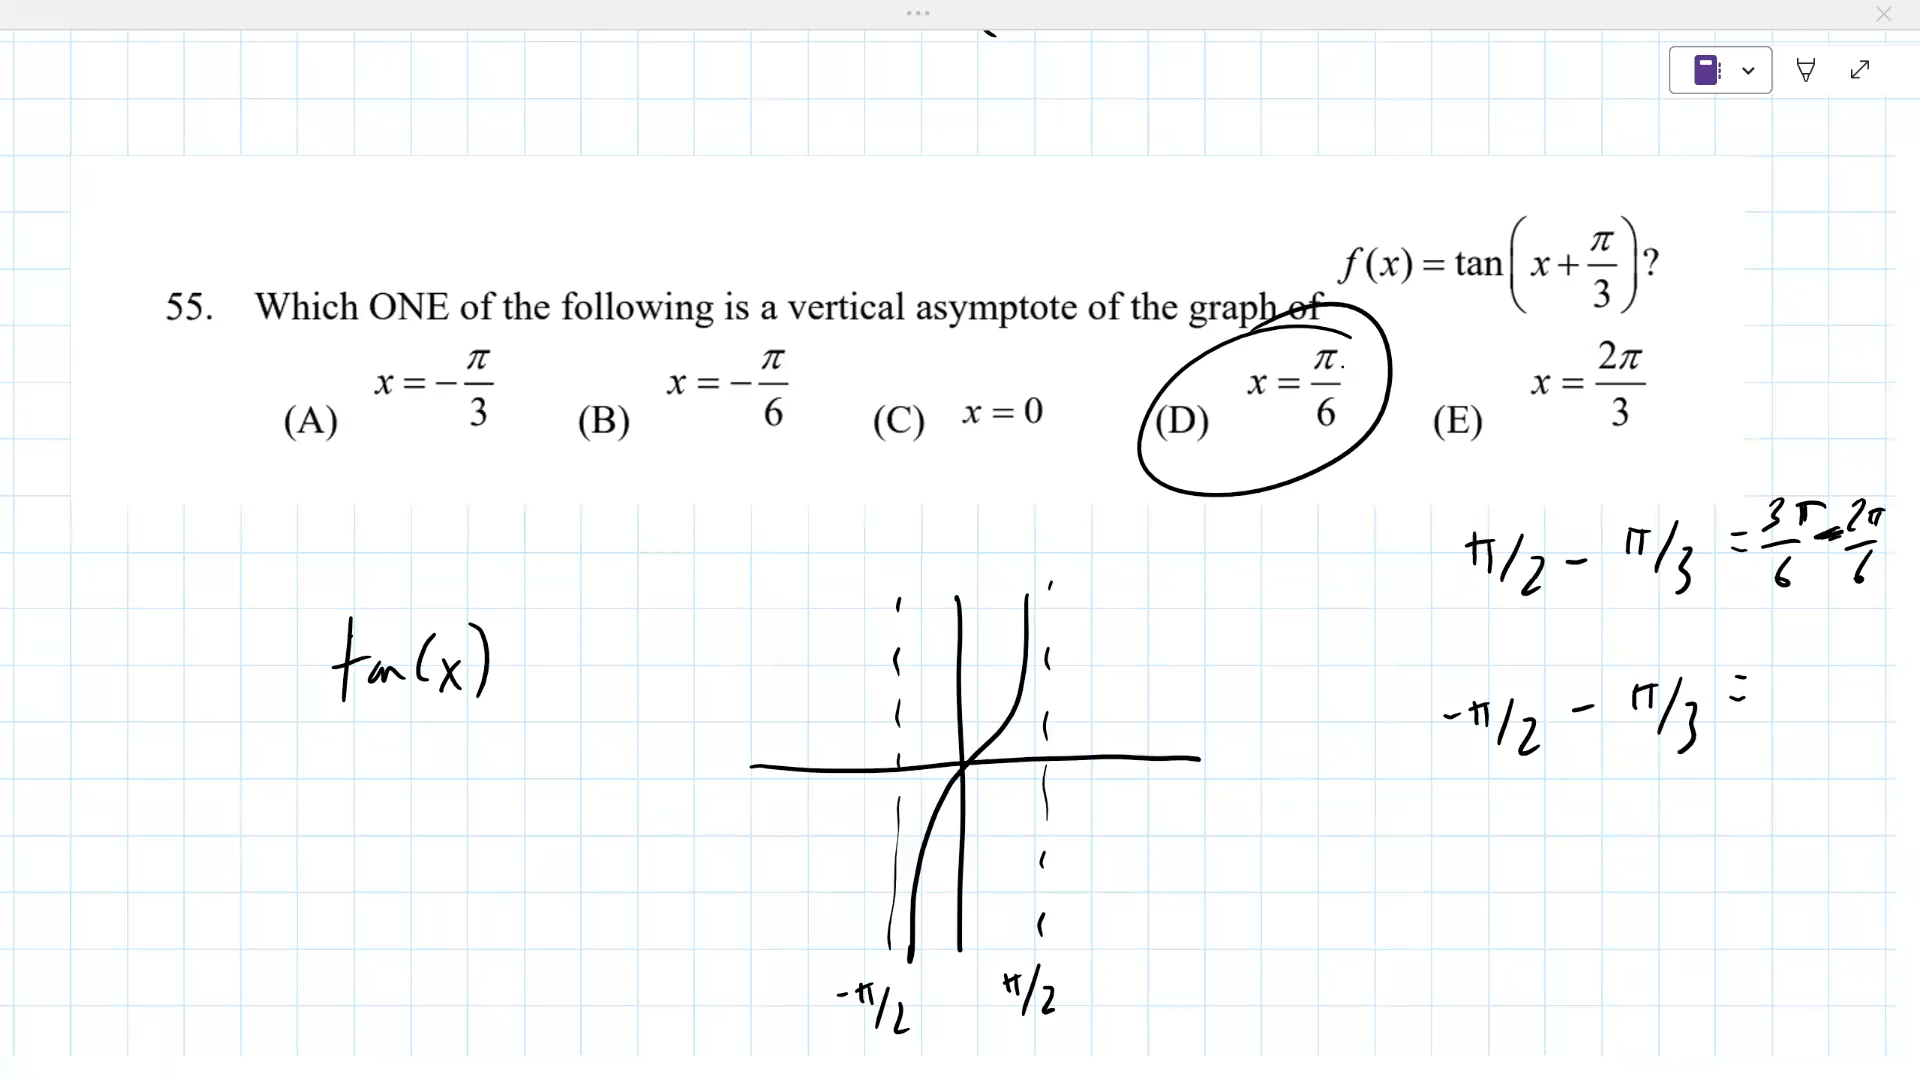 55. Which ONE of the following is a vertical asymptote of the graph of f(x) = tan(x + π/3)?
(A) x = -π/3 (B) x = -π/6 (C) x = 0 (D) x = π/6 (E) x = 2π/3
π/2 - π/3 = 3π/6 - 2π/6
tan(x)
-π/2 - π/3 =
-π/2 π/2